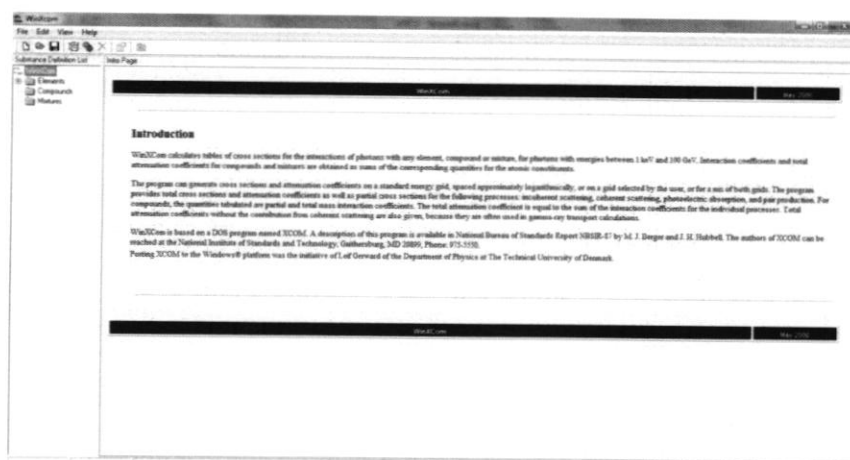 WinXcom
File Edit View Help
Substance Definition List
Intro Page
WinXCom
Elements
Compounds
Mixtures
WinXCom
Introduction
WinXCom calculates tables of cross sections for the interactions of photons with any element, compound or mixture, for photons with energies between 1 keV and 100 GeV. Interaction coefficients and total
attenuation coefficients for compounds and mixtures are obtained as sums of the corresponding quantities for the atomic constituents.
The program can generate cross sections and attenuation coefficients on a standard energy grid, spaced approximately logarithmically, or on a grid selected by the user, or for a mix of both grids. The program
provides total cross sections and attenuation coefficients as well as partial cross sections for the following processes: incoherent scattering, coherent scattering, photoelectric absorption, and pair production. For
compounds, the quantities tabulated are partial and total mass interaction coefficients. The total attenuation coefficient is equal to the sum of the interaction coefficients for the individual processes. Total
attenuation coefficients without the contribution from coherent scattering are also given, because they are often used in gamma-ray transport calculations.
WinXCom is based on a DOS program named XCOM. A description of this program is available in National Bureau of Standards Report NBSIR-87 by M. J. Berger and J. H. Hubbell. The authors of XCOM can be
reached at the National Institute of Standards and Technology, Gaithersburg, MD 20899, Phone: 975-5550.
Porting XCOM to the Windows® platform was the initiative of Leif Gerward of the Department of Physics at The Technical University of Denmark.
WinXCom